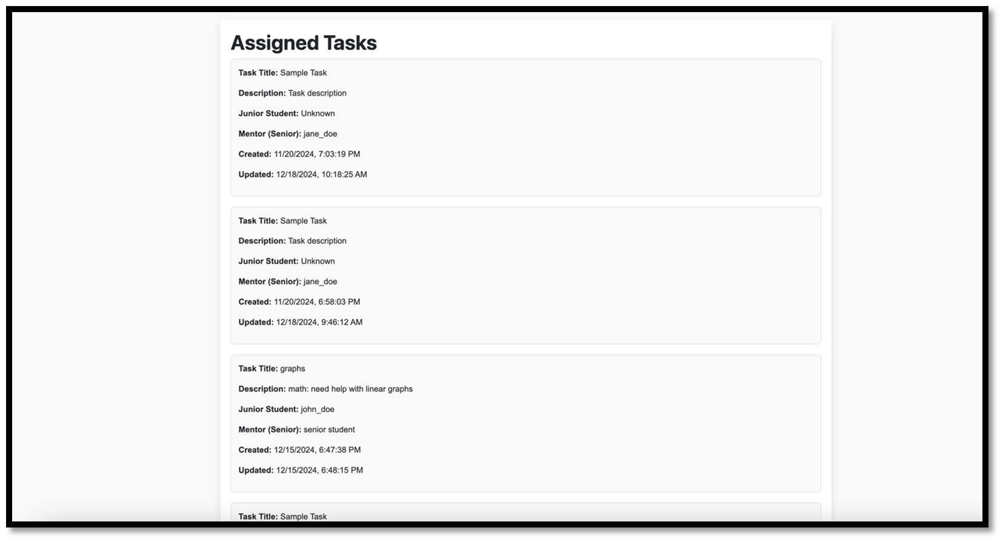 Assigned Tasks
Task Title: Sample Task
Description: Task description
Junior Student: Unknown
Mentor (Senior): jane_doe
Created: 11/20/2024, 7:03:19 PM
Updated: 12/18/2024, 10:18:25 AM
Task Title: Sample Task
Description: Task description
Junior Student: Unknown
Mentor (Senior): jane_doe
Created: 11/20/2024, 6:58:03 PM
Updated: 12/18/2024, 9:46:12 AM
Task Title: graphs
Description: math: need help with linear graphs
Junior Student: john_doe
Mentor (Senior): senior student
Created: 12/15/2024, 6:47:38 PM
Updated: 12/15/2024, 6:48:15 PM
Task Title: Sample Task